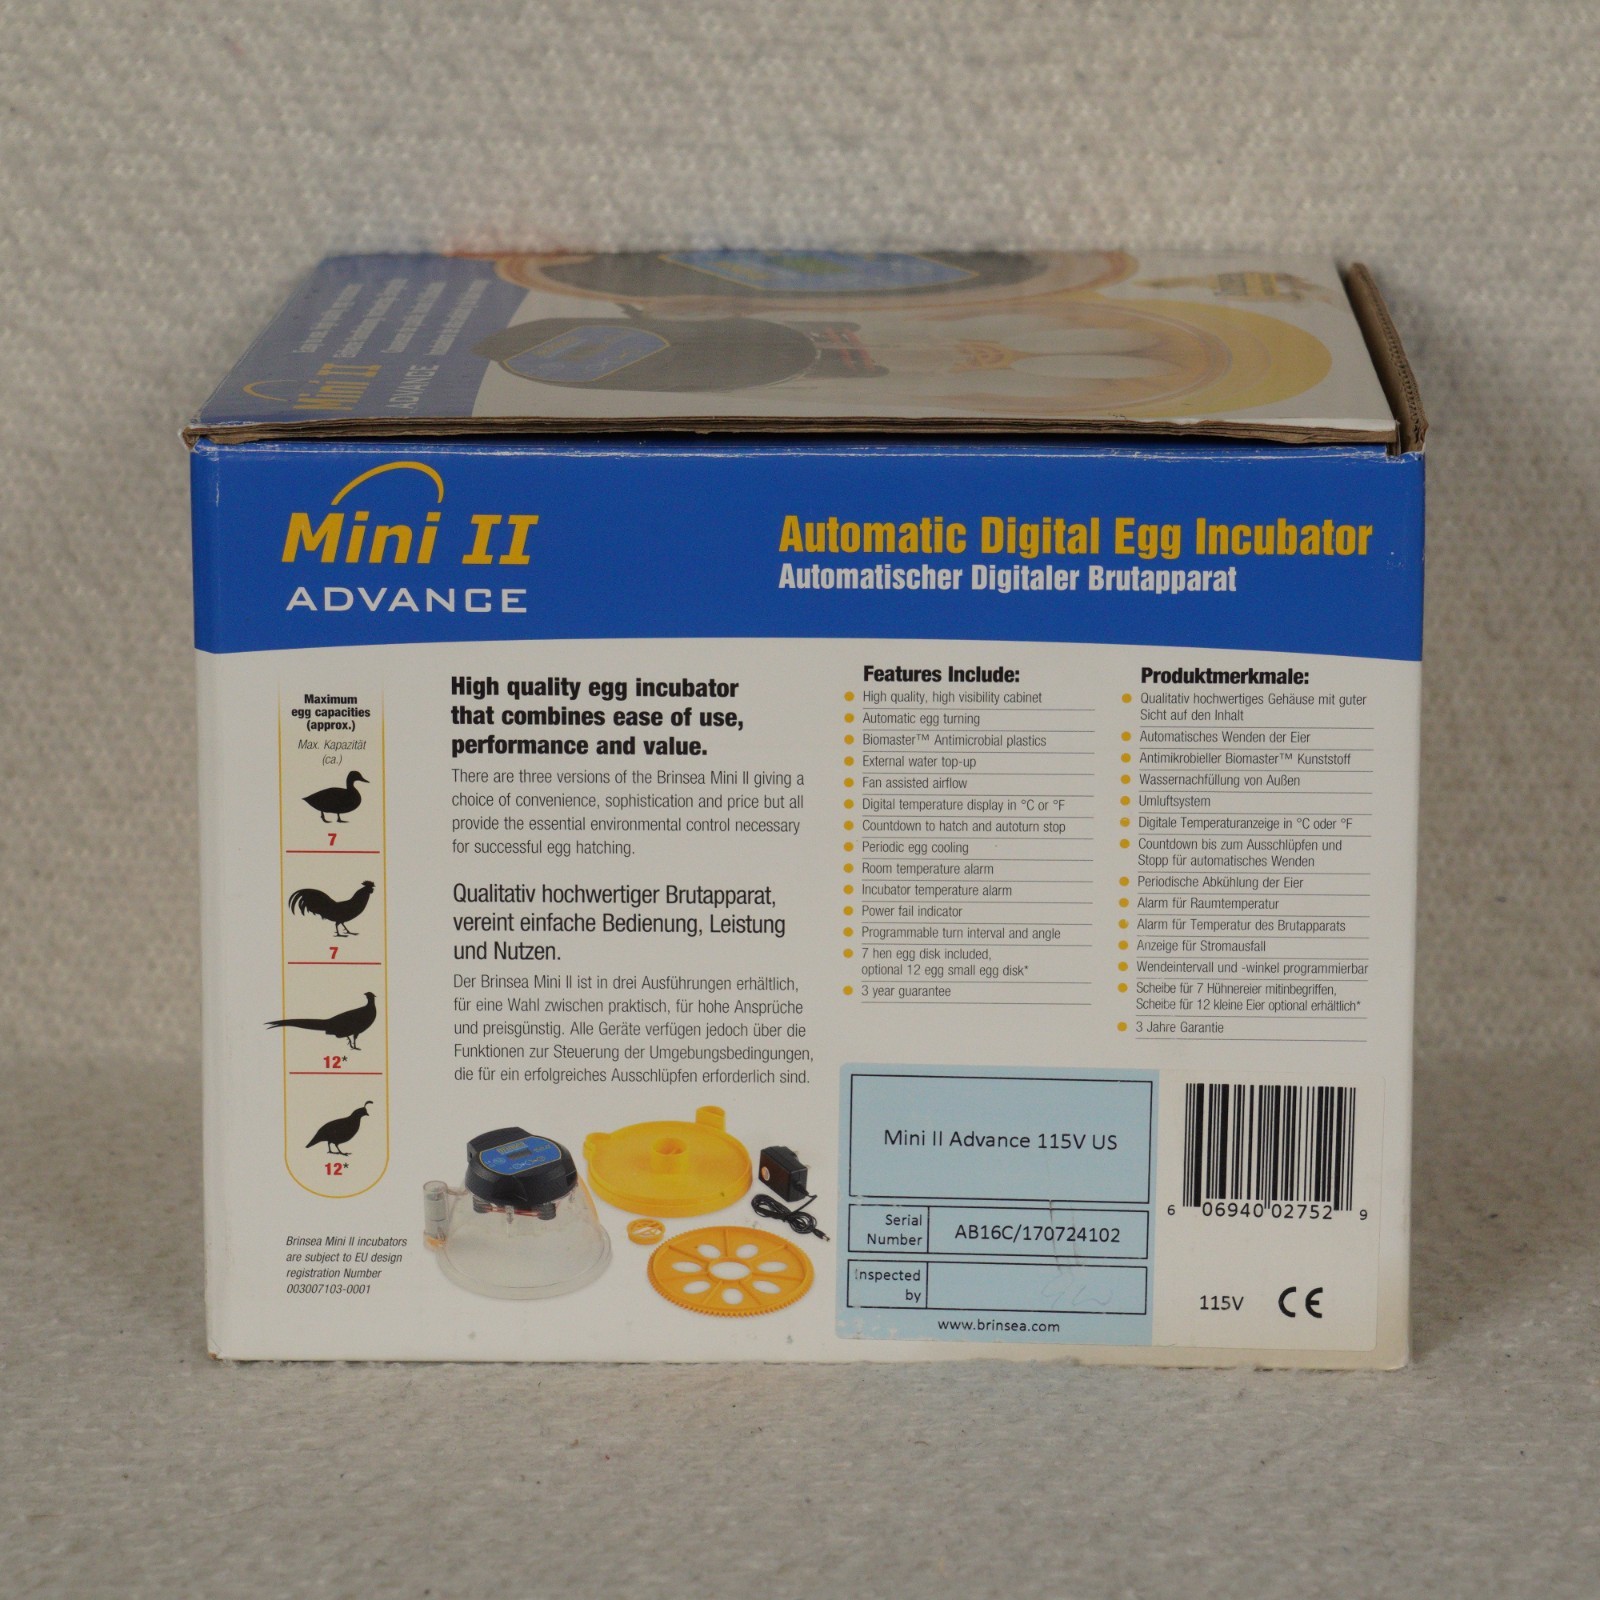 Mini II
ADVANCE
Mini II
ADVANCE
Automatic Digital Egg Incubator
Automatischer Digitaler Brutapparat
Maximum
egg capacities
(approx.)
Max. Kapazität
(ca.)
7
7
12*
12*
Brinsea Mini II incubators
are subject to EU design
registration Number
003007103-0001
High quality egg incubator
that combines ease of use,
performance and value.
There are three versions of the Brinsea Mini II giving a
choice of convenience, sophistication and price but all
provide the essential environmental control necessary
for successful egg hatching.
Qualitativ hochwertiger Brutapparat,
vereint einfache Bedienung, Leistung
und Nutzen.
Der Brinsea Mini II ist in drei Ausführungen erhältlich,
für eine Wahl zwischen praktisch, für hohe Ansprüche
und preisgünstig. Alle Geräte verfügen jedoch über die
Funktionen zur Steuerung der Umgebungsbedingungen,
die für ein erfolgreiches Ausschlüpfen erforderlich sind.
Features Include:
High quality, high visibility cabinet
Automatic egg turning
Biomaster™ Antimicrobial plastics
External water top-up
Fan assisted airflow
Digital temperature display in °C or °F
Countdown to hatch and autoturn stop
Periodic egg cooling
Room temperature alarm
Incubator temperature alarm
Power fail indicator
Programmable turn interval and angle
7 hen egg disk included,
optional 12 egg small egg disk*
3 year guarantee
Produktmerkmale:
Qualitativ hochwertiges Gehäuse mit guter
Sicht auf den Inhalt
Automatisches Wenden der Eier
Antimikrobieller Biomaster™ Kunststoff
Wassernachfüllung von Außen
Umluftsystem
Digitale Temperaturanzeige in °C oder °F
Countdown bis zum Ausschlüpfen und
Stopp für automatisches Wenden
Periodische Abkühlung der Eier
Alarm für Raumtemperatur
Alarm für Temperatur des Brutapparats
Anzeige für Stromausfall
Wendeintervall und -winkel programmierbar
Scheibe für 7 Hühnereier mitinbegriffen,
Scheibe für 12 kleine Eier optional erhältlich*
3 Jahre Garantie
Mini II Advance 115V US
Serial
Number
AB16C/170724102
Inspected
by
www.brinsea.com
6 06940 02752 9
115V CE